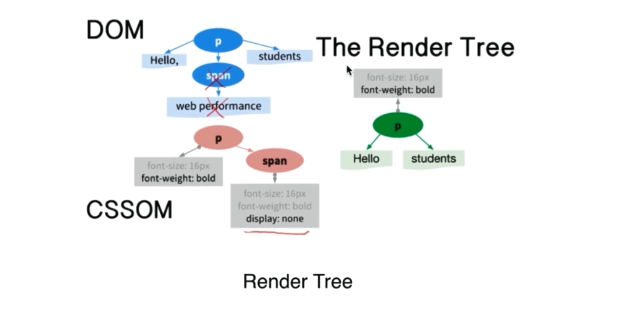 DOM
p
Hello,
students
span
web performance
The Render Tree
font-size: 16px
font-weight: bold
p
Hello
students
p
font-size: 16px
font-weight: bold
span
font-size: 16px
font-weight: bold
display: none
CSSOM
Render Tree